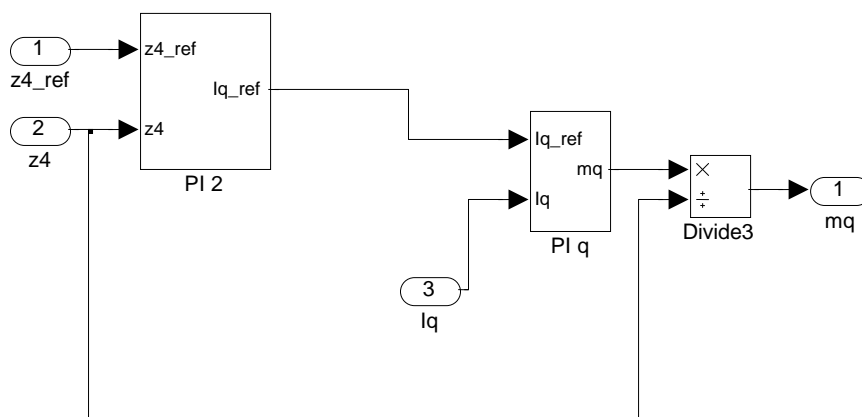 1
z4_ref
2
z4
z4_ref
z4
Iq_ref
PI 2
3
Iq
Iq_ref
Iq
mq
PI q
×
÷
Divide3
1
mq